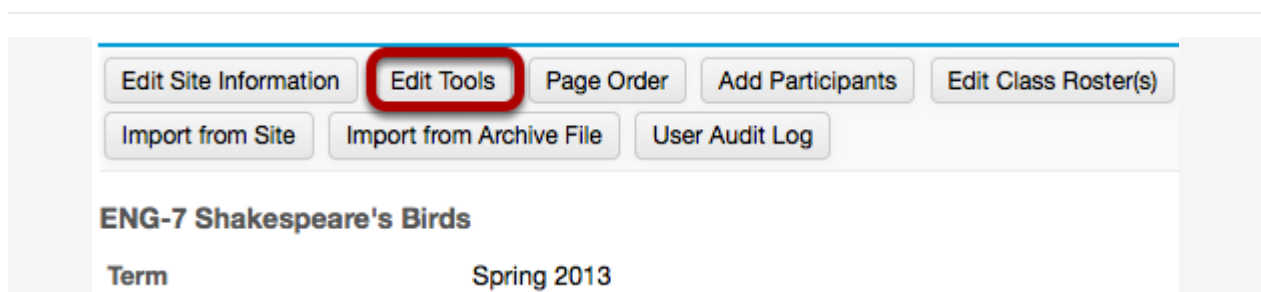 Edit Site Information Edit Tools Page Order Add Participants Edit Class Roster(s)
Import from Site Import from Archive File User Audit Log
ENG-7 Shakespeare's Birds
Term Spring 2013